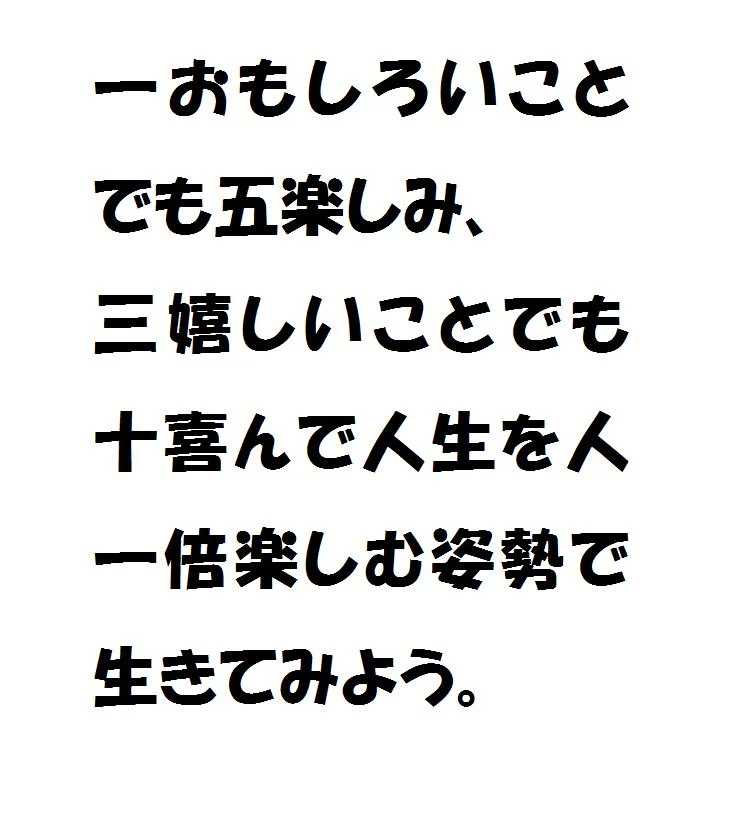 一おもしろいこと
でも五楽しみ、
三嬉しいことでも
十喜んで人生を人
一倍楽しむ姿勢で
生きてみよう。